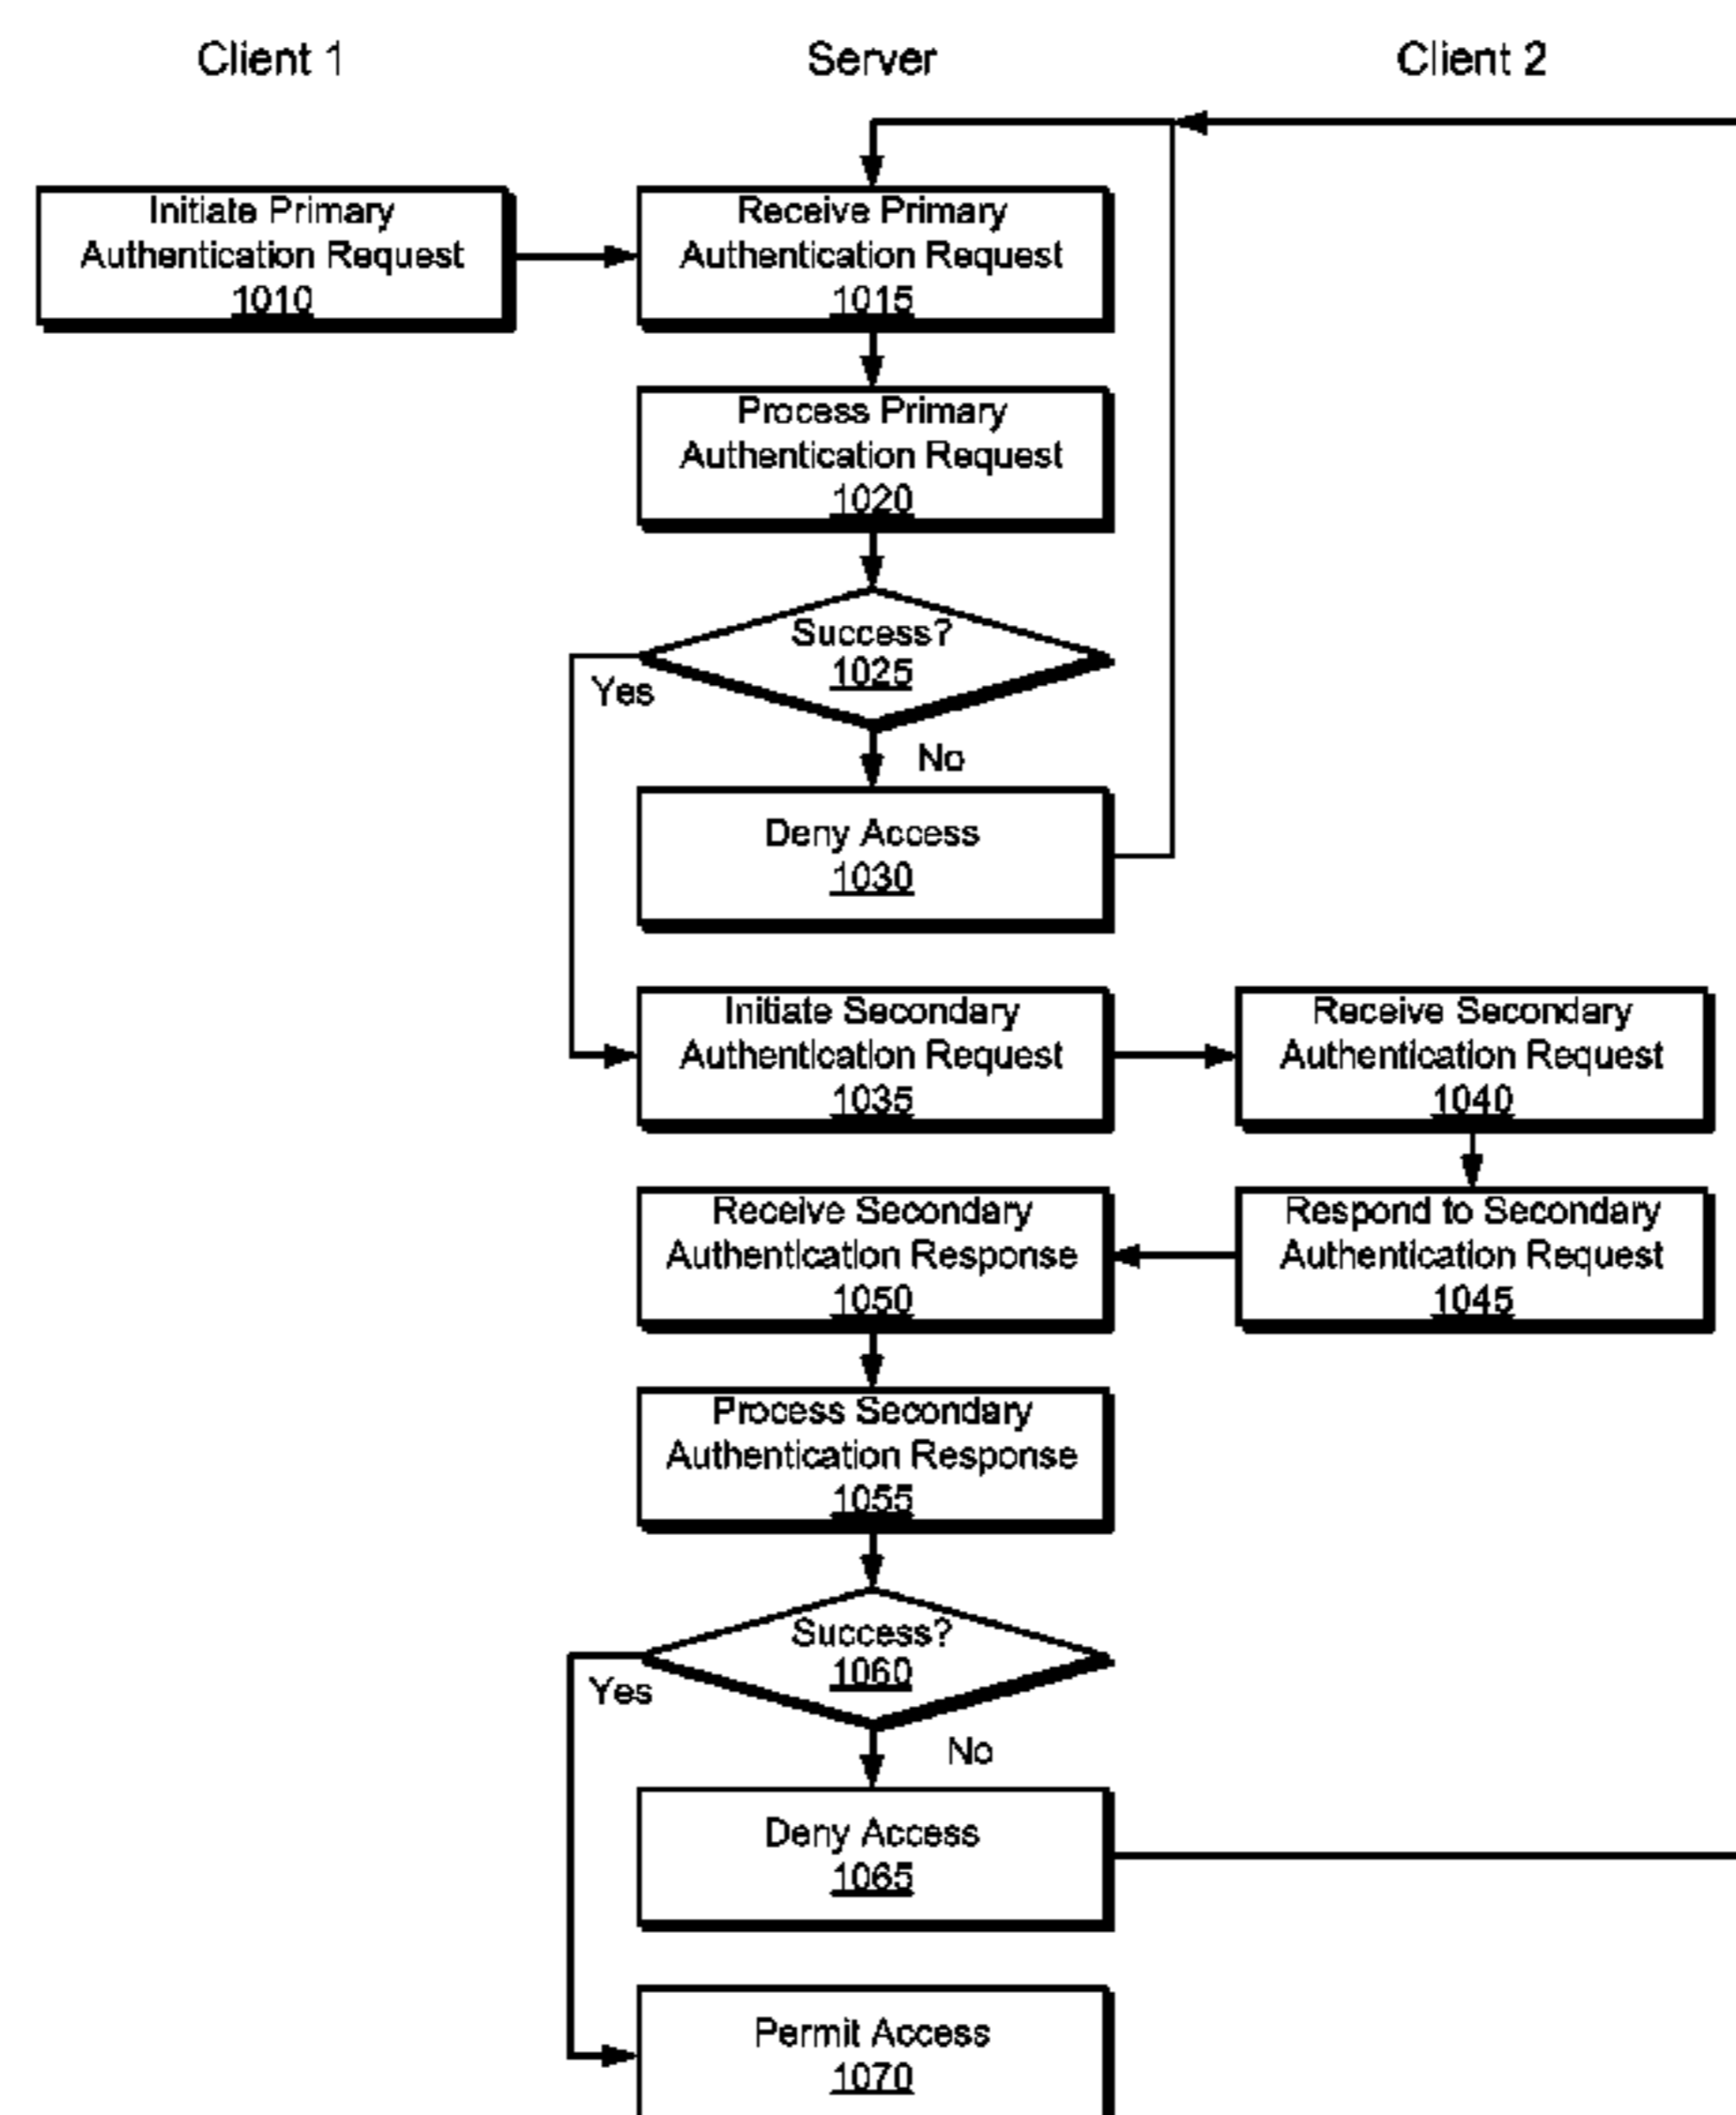 Client 1
Server
Client 2
Initiate Primary
Authentication Request
1010
Receive Primary
Authentication Request
1015
Process Primary
Authentication Request
1020
Success?
1025
Yes
No
Deny Access
1030
Initiate Secondary
Authentication Request
1035
Receive Secondary
Authentication Request
1040
Receive Secondary
Authentication Response
1050
Respond to Secondary
Authentication Request
1045
Process Secondary
Authentication Response
1055
Success?
1060
Yes
No
Deny Access
1065
Permit Access
1070